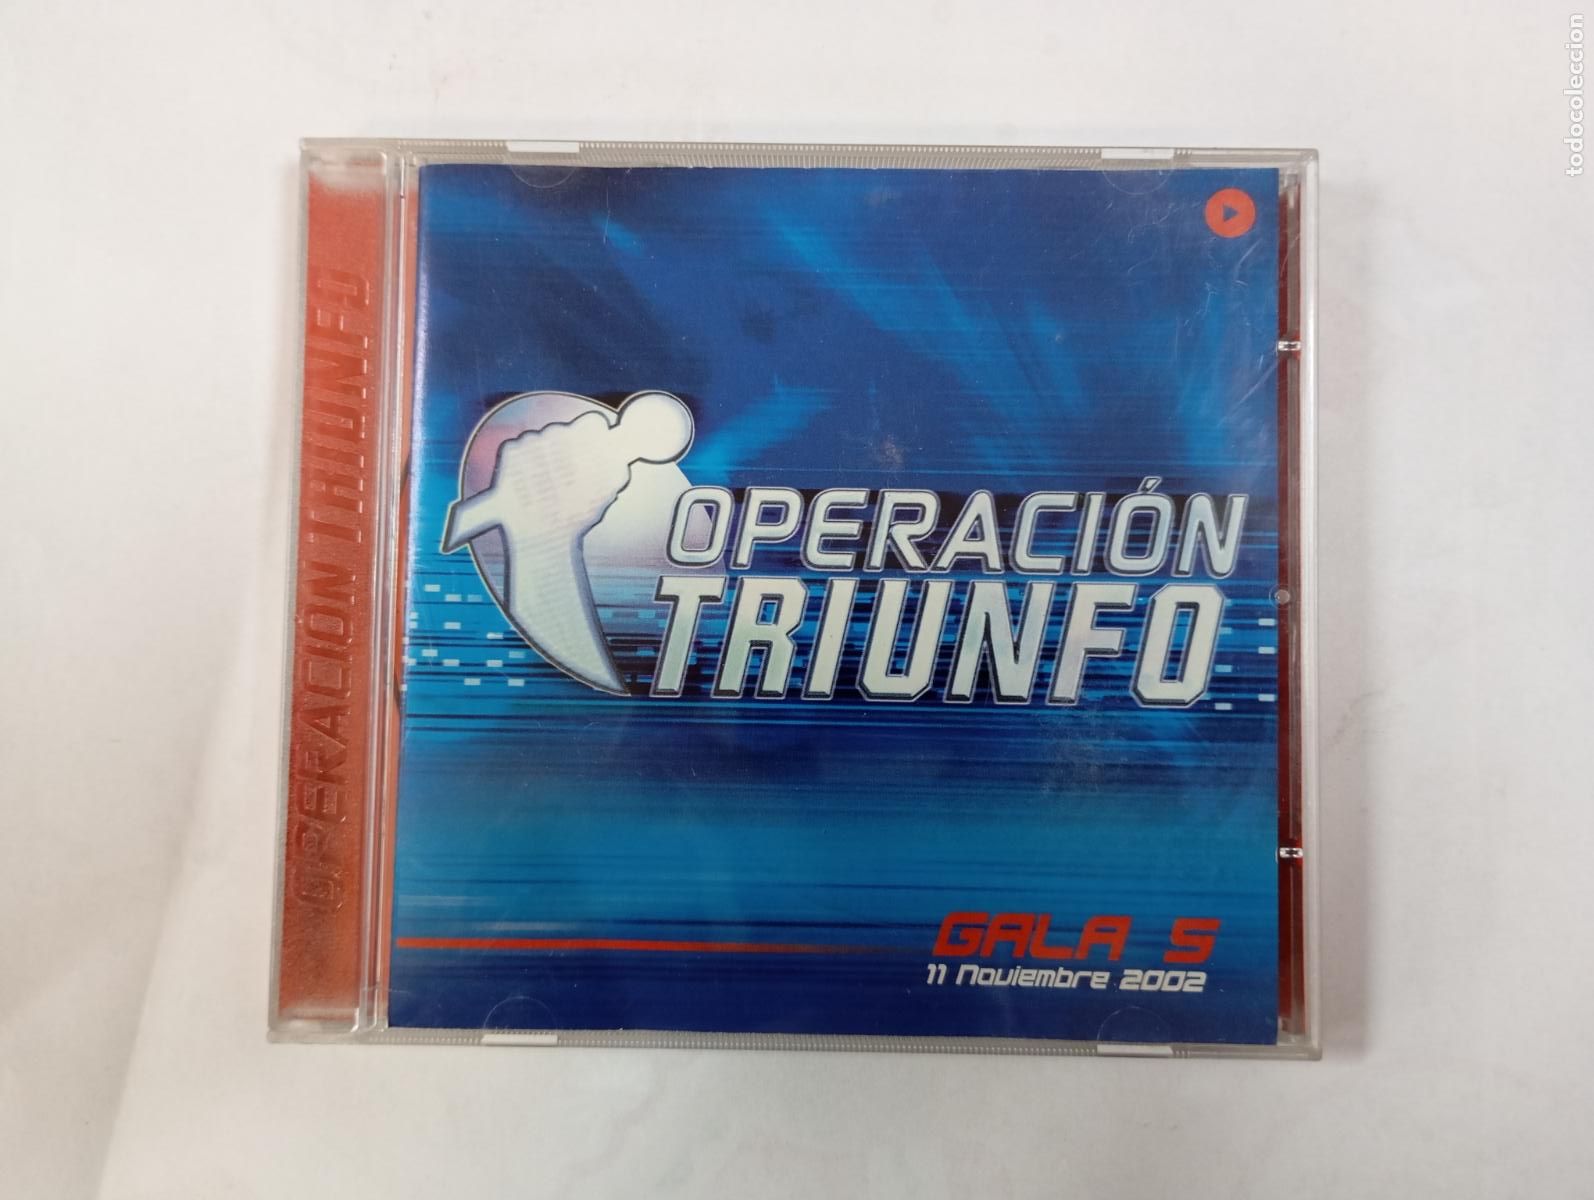 todocoleccion
OPERACION TRIUNFO
OPERACIÓN
TRIUNFO
GALA 5
11 Noviembre 2002